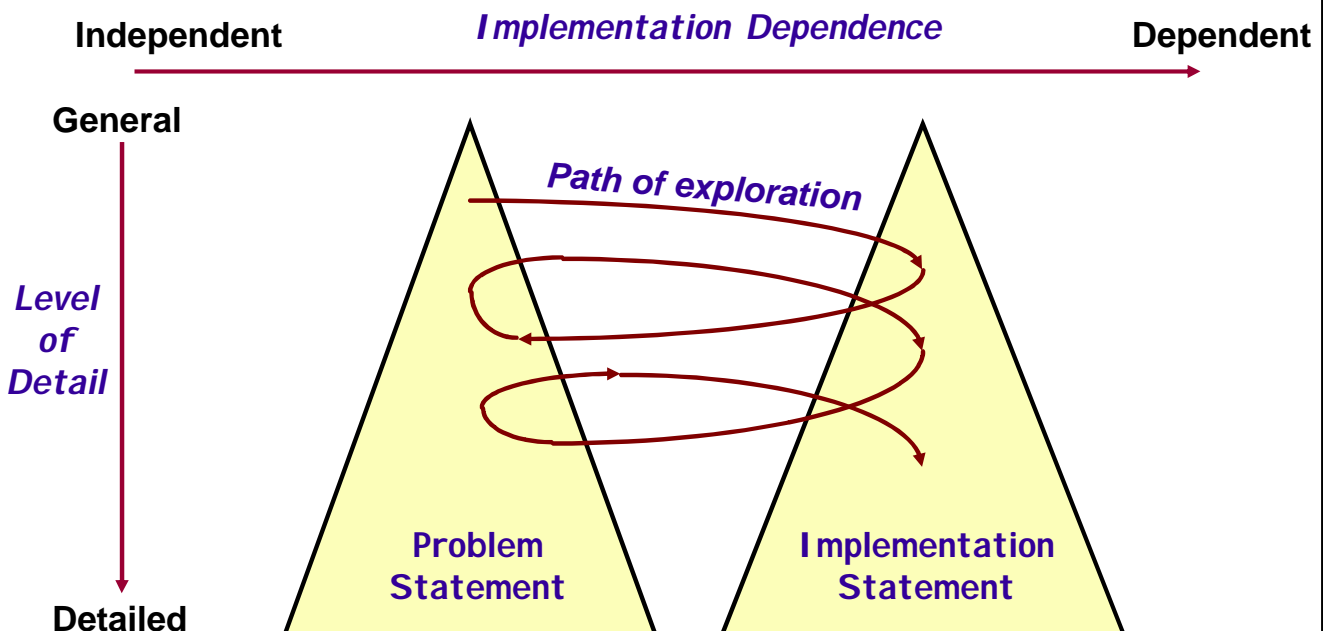 Implementation Dependence
Independent
Dependent
General
Path of exploration
Level
of
Detail
Problem
Statement
Implementation
Statement
Detailed